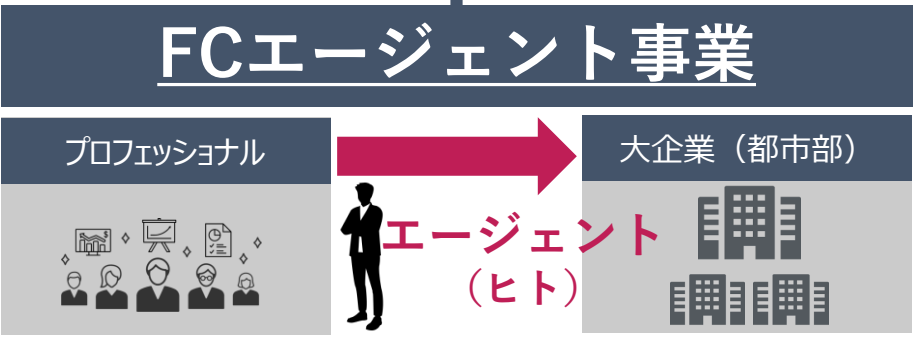 FCエージェント事業
プロフェッショナル
大企業（都市部）
エージェント
（ヒト）